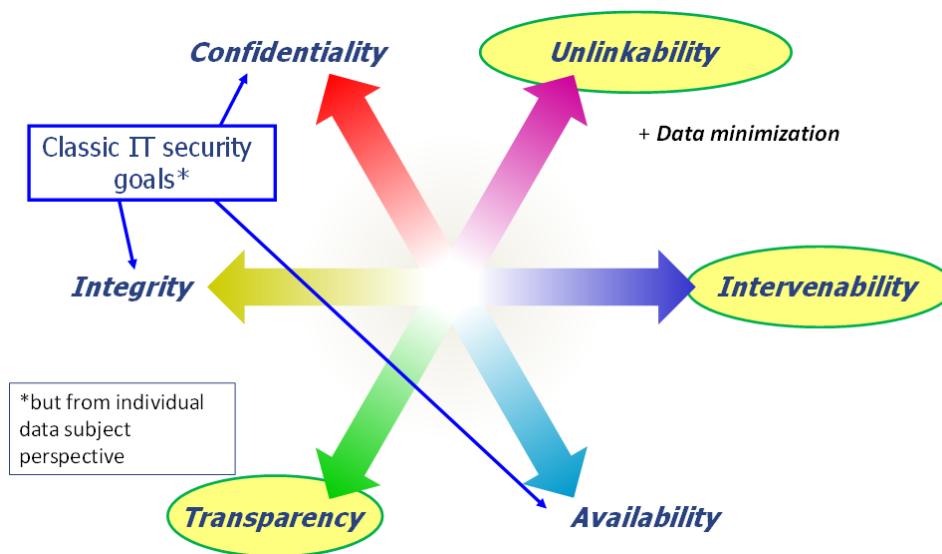 Confidentiality
Unlinkability
+ Data minimization
Classic IT security
goals*
Integrity
Intervenability
*but from individual
data subject
perspective
Transparency
Availability